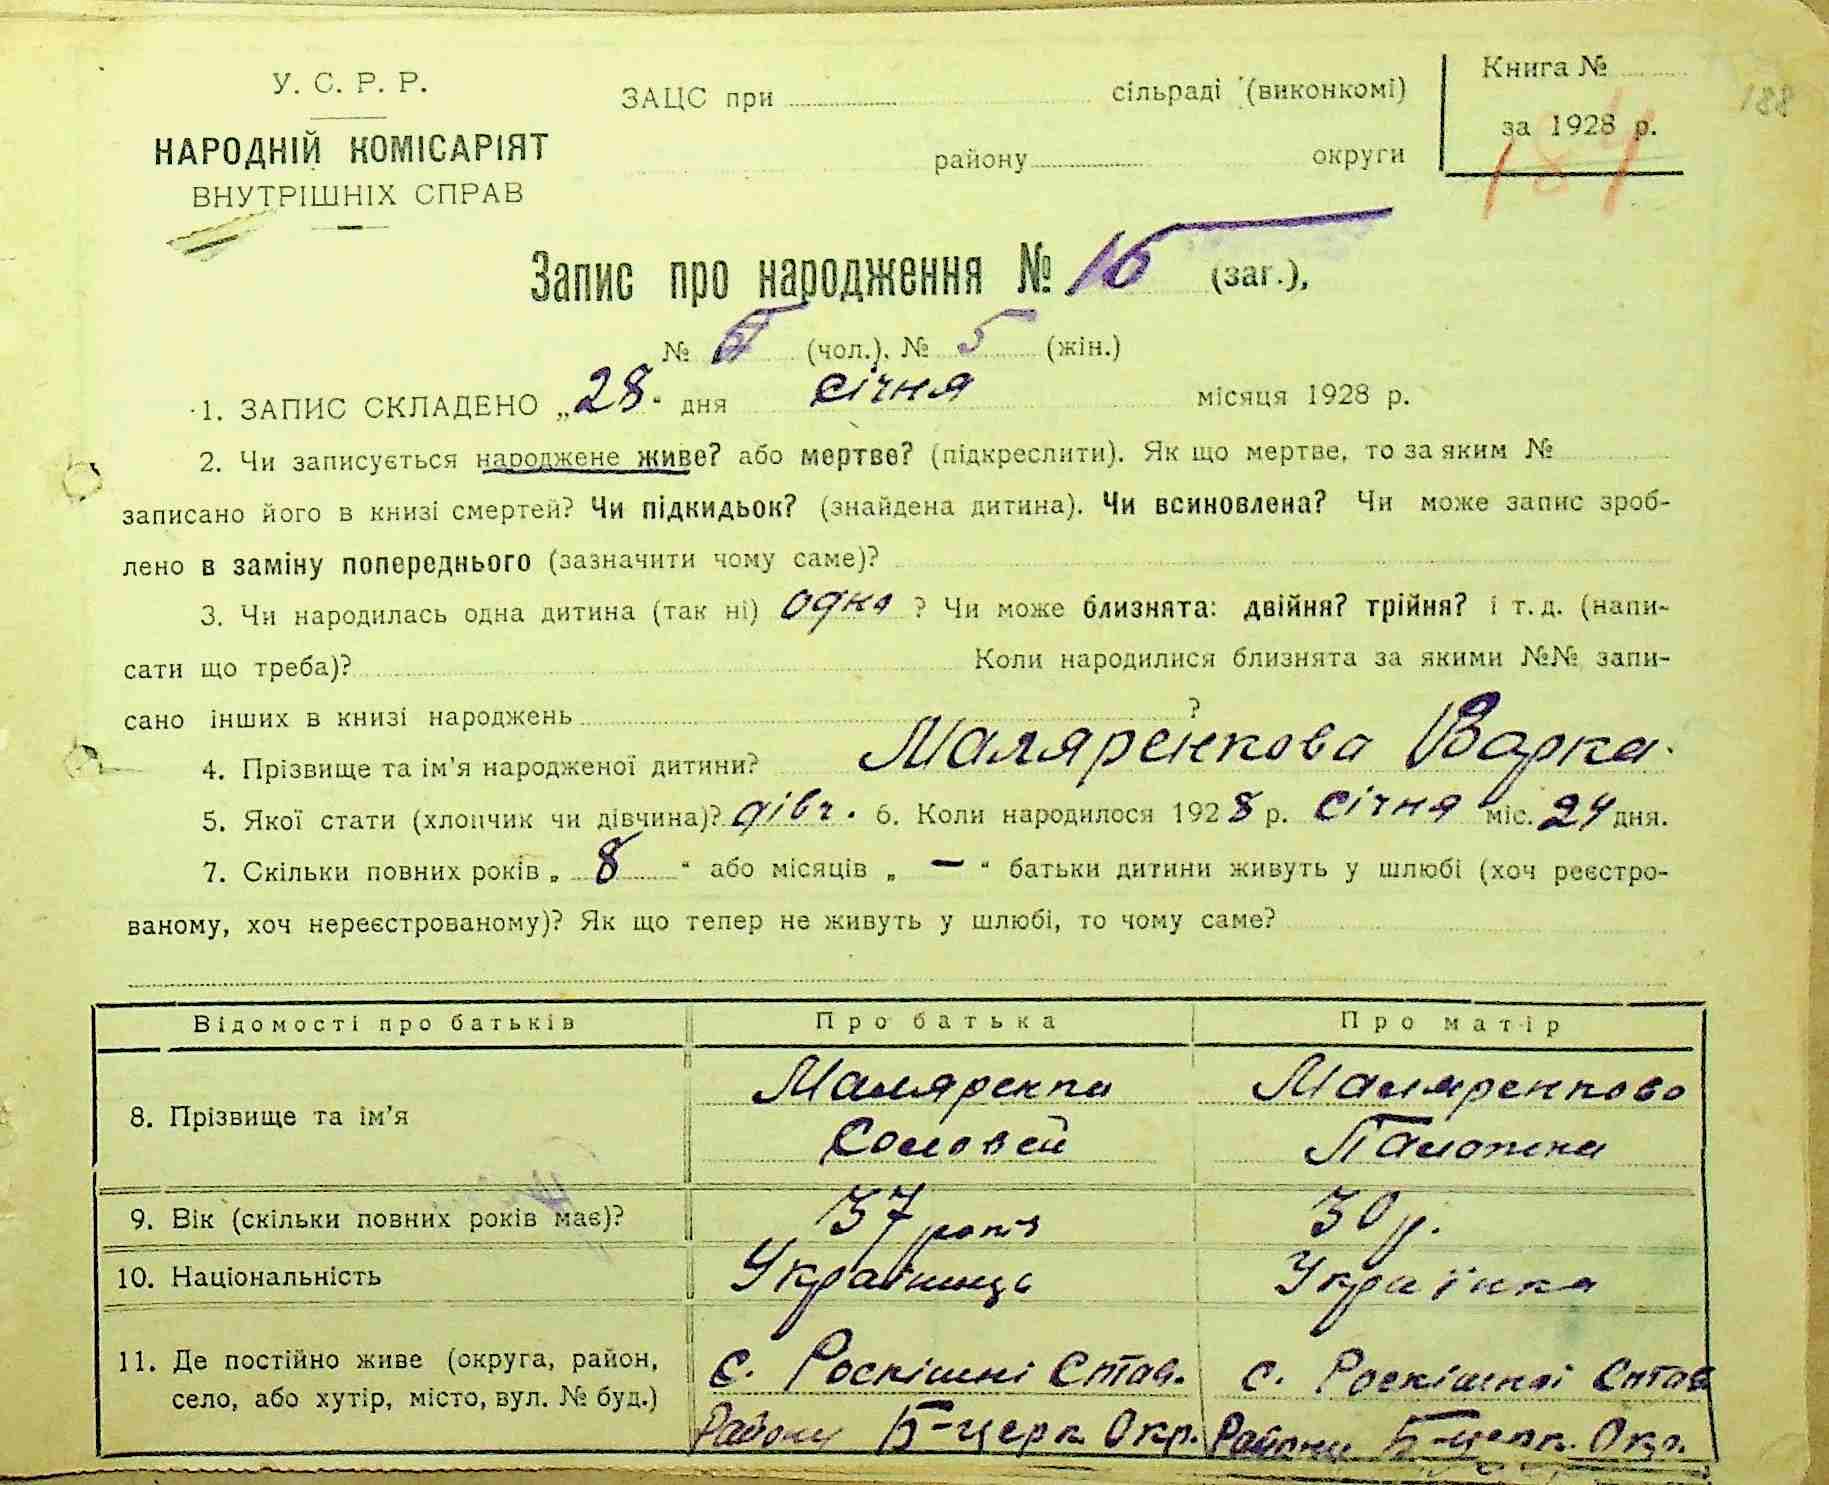 188
У. С. Р. Р.
НАРОДНІЙ КОМІСАРІЯТ
ВНУТРІШНІХ СПРАВ
ЗАЦС при сільраді (виконкомі)
району округи
Книга №
за 1928 р.
184
Запис про народження № 16 (заг.),
№ (чол.). № 5 (жін.)
1. ЗАПИС СКЛАДЕНО „28“ дня січня місяця 1928 р.
2. Чи записується народжене живе? або мертве? (підкреслити). Як що мертве, то за яким №
записано його в книзі смертей? Чи підкидьок? (знайдена дитина). Чи всиновлена? Чи може запис зроб-
лено в заміну попереднього (зазначити чому саме)?
3. Чи народилась одна дитина (так ні) одна ? Чи може близнята: двійня? трійня? і т. д. (напи-
сати що треба)? Коли народилися близнята за якими №№ запи-
сано інших в книзі народжень ?
4. Прізвище та ім'я народженої дитини? Маляренкова Варка.
5. Якої стати (хлопчик чи дівчина)? дівч. 6. Коли народилося 1928 р. січня міс. 24 дня.
7. Скільки повних років „ 8 “ або місяців „ — “ батьки дитини живуть у шлюбі (хоч реєстро-
ваному, хоч нереєстрованому)? Як що тепер не живуть у шлюбі, то чому саме?
Відомості про батьків Про батька Про матір
8. Прізвище та ім'я
Маляренко
Соловей
Маляренкова
9. Вік (скільки повних років має)? 37 років 30 р.
10. Національність Українець Українка
11. Де постійно живе (округа, район,
село, або хутір, місто, вул. № буд.)
с. Роскішні Став.
Району Б-церк Окр.
с. Роскішної Став
Району Б-церк. Окр.